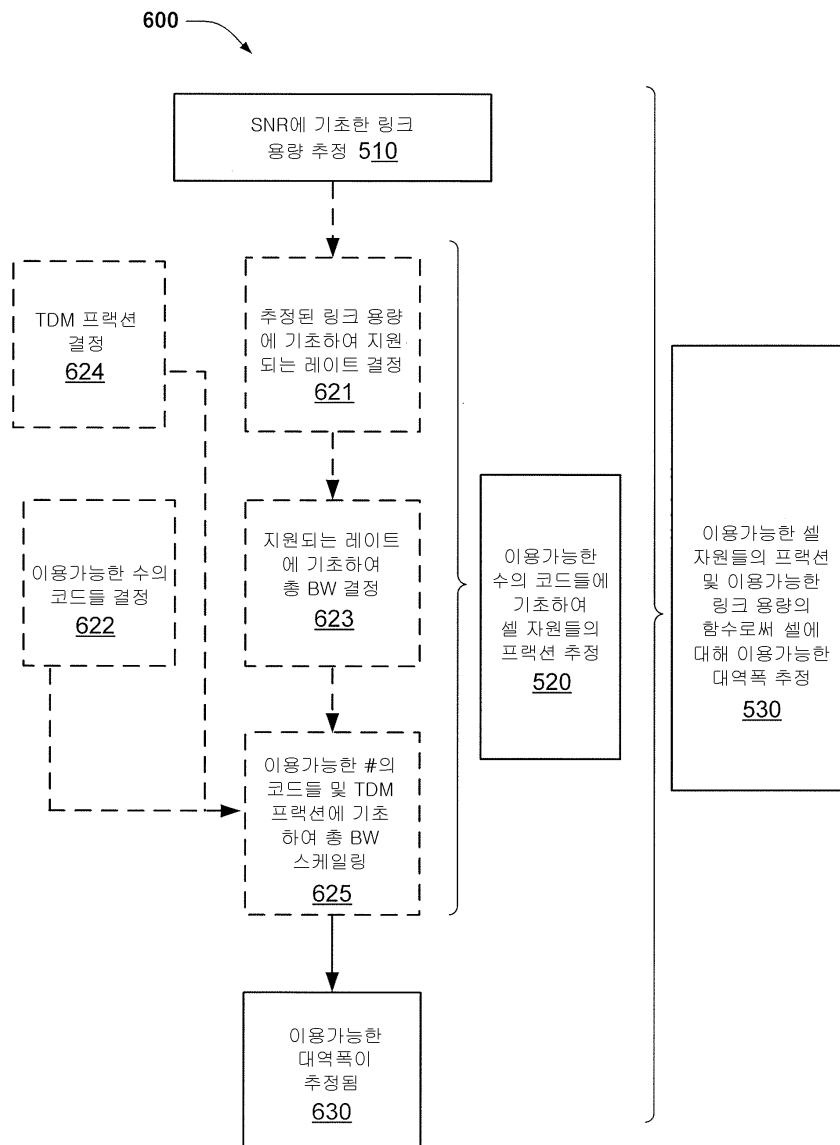 600
SNR에 기초한 링크
용량 추정 510
TDM 프랙션
결정
624
추정된 링크 용량
에 기초하여 지원
되는 레이트 결정
621
이용가능한 수의
코드들 결정
622
지원되는 레이트
에 기초하여
총 BW 결정
623
이용가능한 #의
코드들 및 TDM
프랙션에 기초
하여 총 BW
스케일링
625
이용가능한
수의 코드들에
기초하여
셀 자원들의
프랙션 추정
520
이용가능한 셀
자원들의 프랙션
및 이용가능한
링크 용량의
함수로써 셀에
대해 이용가능한
대역폭 추정
530
이용가능한
대역폭이
추정됨
630